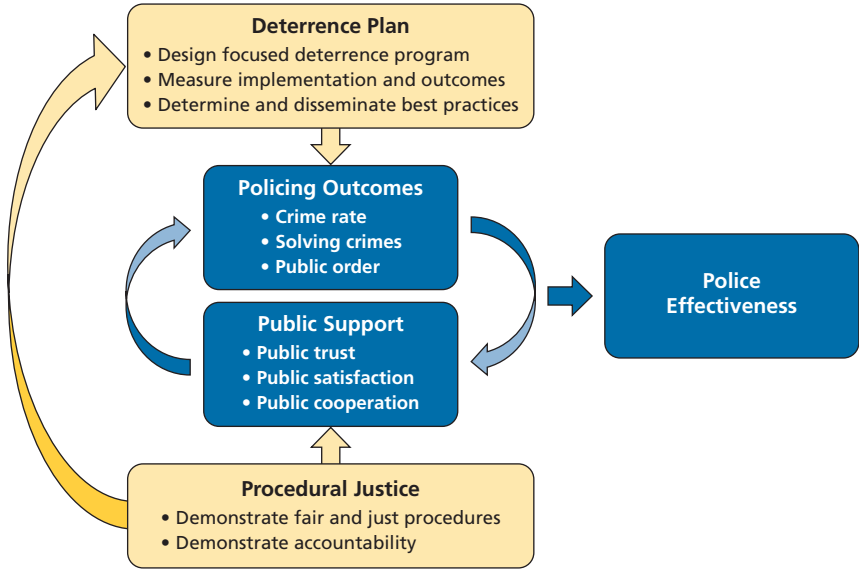 Deterrence Plan
• Design focused deterrence program
• Measure implementation and outcomes
• Determine and disseminate best practices
Policing Outcomes
• Crime rate
• Solving crimes
• Public order
Public Support
• Public trust
• Public satisfaction
• Public cooperation
Police
Effectiveness
Procedural Justice
• Demonstrate fair and just procedures
• Demonstrate accountability